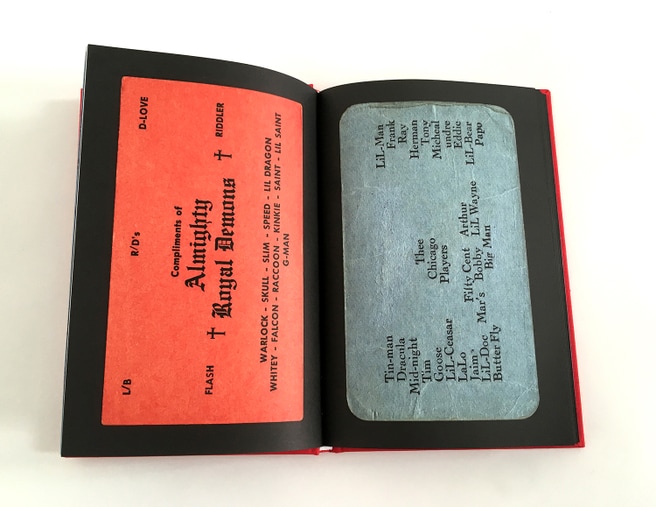 L/B R/D's D-LOVE
Compliments of
Almighty
† Royal Demons †
FLASH RIDDLER
WARLOCK - SKULL - SLIM - SPEED - LIL DRAGON
WHITEY - FALCON - RACCOON - KINKIE - SAINT - LIL SAINT
G-MAN
Tin-man
Dracula
Mid-night
Tim
Goose
LiL-Ceasar
LaLo
Jaime
LiL-Doc
Butter Fly
Thee
Chicago
Players
Fifty Cent Arthur
Mar's Bobby LiL Wayne
Big Man
LiL-Man
Frank
Ray
Herman
Tony
Micheal
Eddie
LiL-Bear
Papo